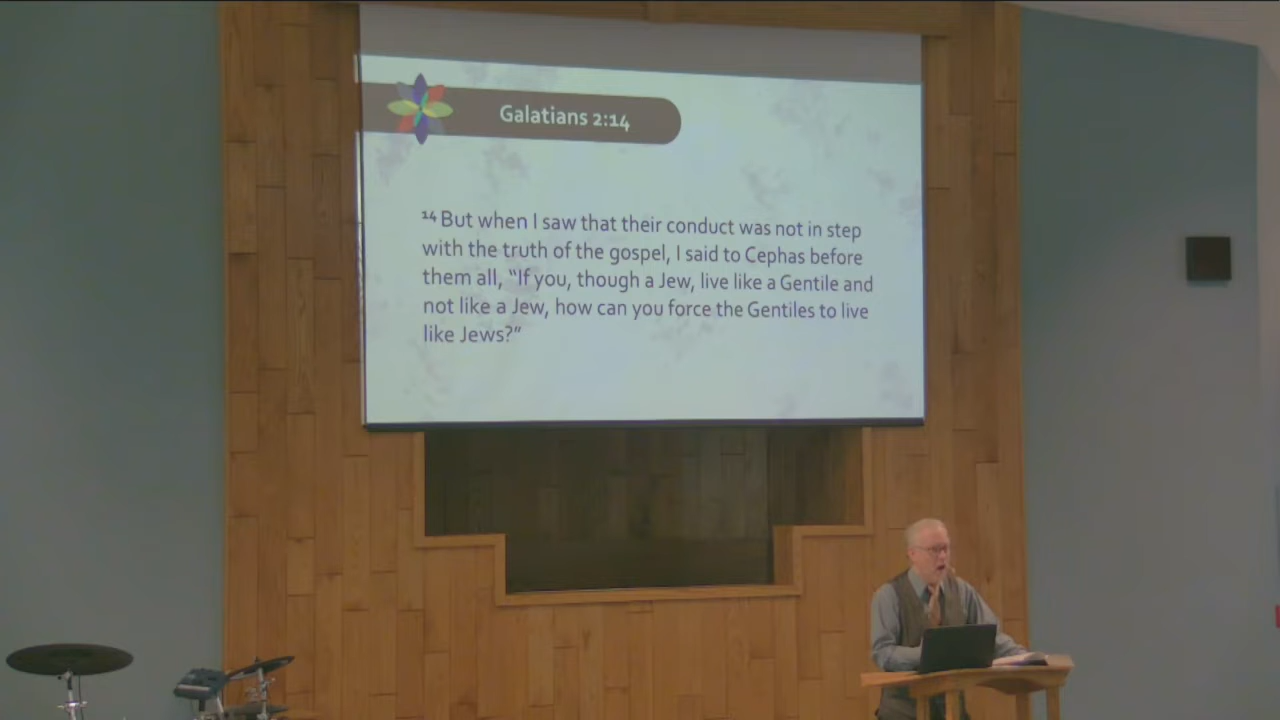 Galatians 2:14
14 But when I saw that their conduct was not in step
with the truth of the gospel, I said to Cephas before
them all, “If you, though a Jew, live like a Gentile and
not like a Jew, how can you force the Gentiles to live
like Jews?”